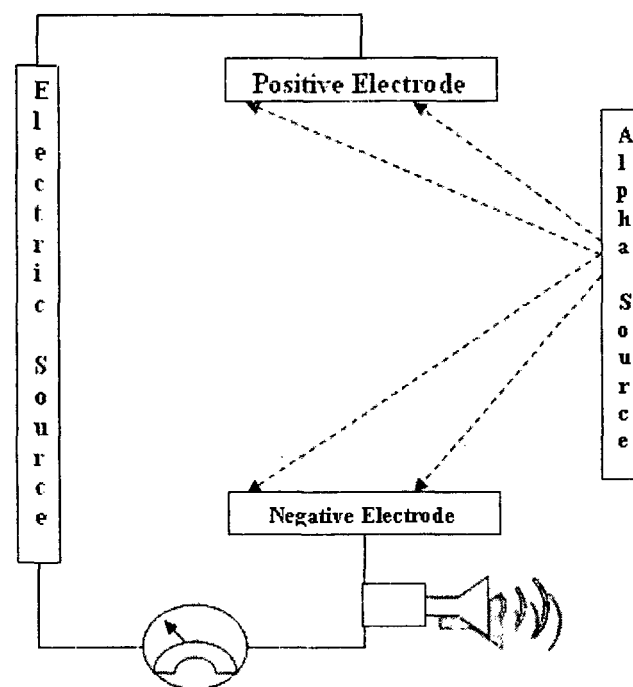 Electric Source
Positive Electrode
Alpha Source
Negative Electrode